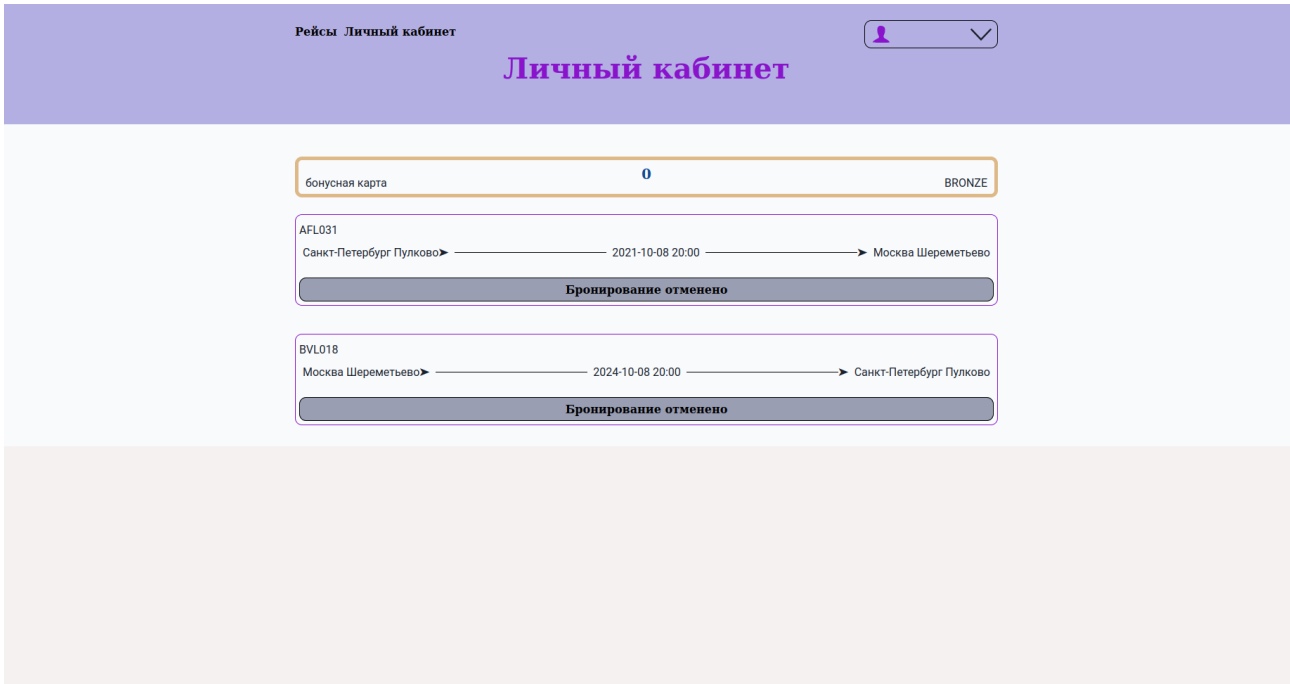 Рейсы Личный кабинет
Личный кабинет
0
бонусная карта BRONZE
AFL031
Санкт-Петербург Пулково 2021-10-08 20:00 Москва Шереметьево
Бронирование отменено
BVL018
Москва Шереметьево 2024-10-08 20:00 Санкт-Петербург Пулково
Бронирование отменено